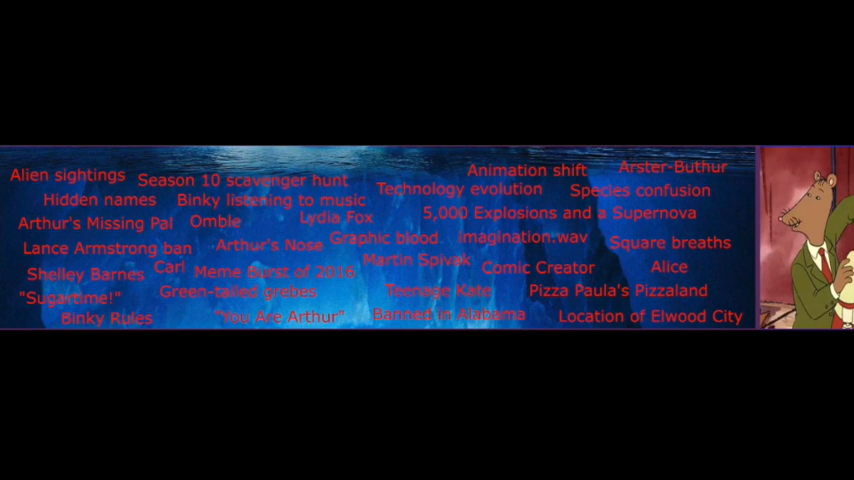 Alien sightings
Season 10 scavenger hunt
Animation shift
Arster-Buthur
Hidden names
Binky listening to music
Technology evolution
Species confusion
Arthur's Missing Pal
Omble
Lydia Fox
5,000 Explosions and a Supernova
Lance Armstrong ban
Arthur's Nose
Graphic blood
imagination.wav
Square breaths
Shelley Barnes
Carl
Meme Burst of 2016
Martin Spivak
Comic Creator
Alice
"Sugartime!"
Green-tailed grebes
Teenage Kate
Pizza Paula's Pizzaland
Binky Rules
"You Are Arthur"
Banned in Alabama
Location of Elwood City